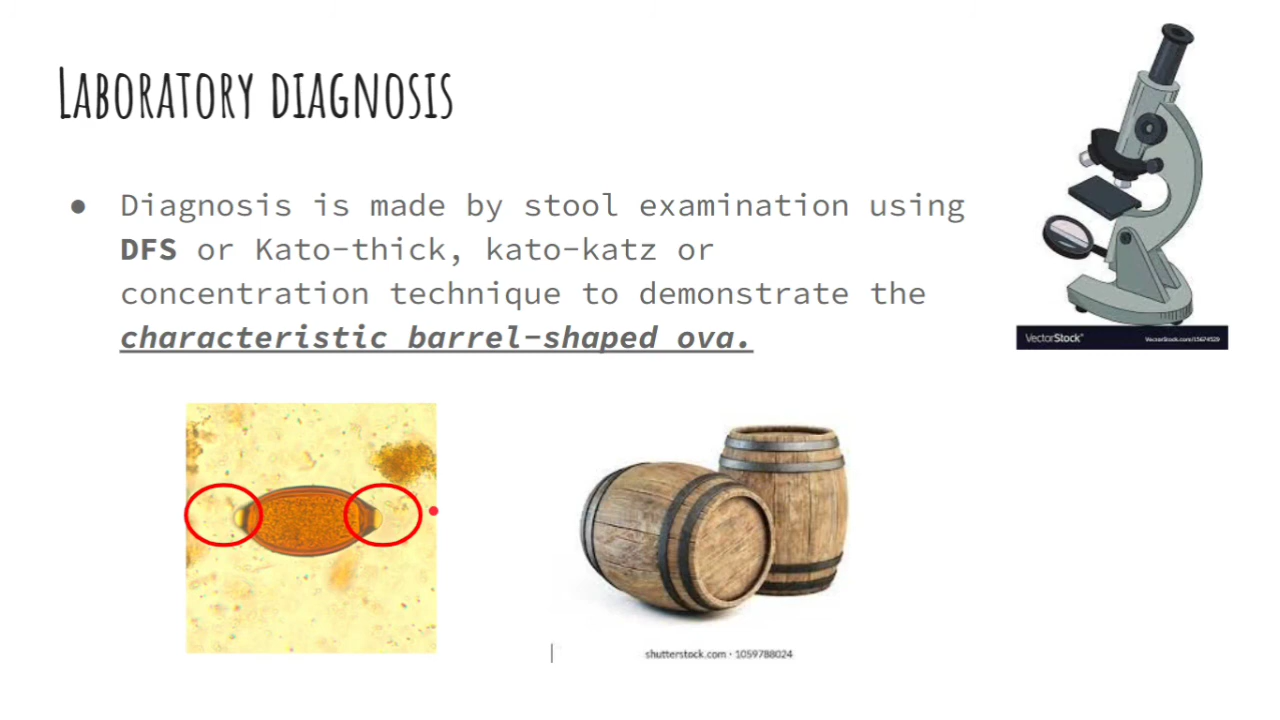 Laboratory diagnosis
● Diagnosis is made by stool examination using
DFS or Kato-thick, kato-katz or
concentration technique to demonstrate the
characteristic barrel-shaped ova.
VectorStock® VectorStock.com/15674529
shutterstock.com · 1059788024